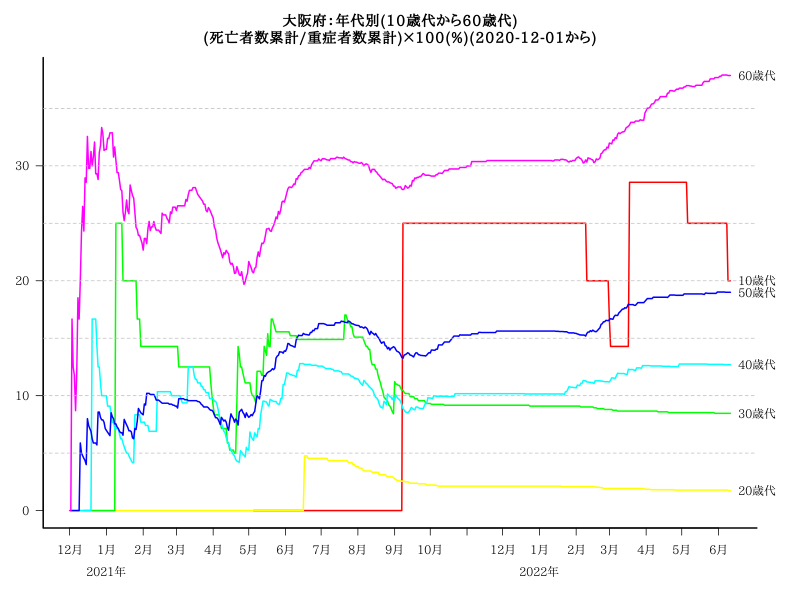 大阪府：年代別(10歳代から60歳代)
(死亡者数累計/重症者数累計)×100(%)(2020-12-01から)
60歳代
30
20
10歳代
50歳代
40歳代
10
30歳代
20歳代
0
12月 1月 2月 3月 4月 5月 6月 7月 8月 9月 10月 12月 1月 2月 3月 4月 5月 6月
2021年 2022年